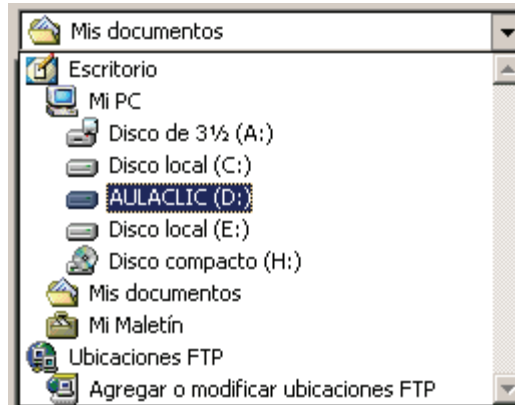 Mis documentos
Escritorio
Mi PC
Disco de 3½ (A:)
Disco local (C:)
AULACLIC (D:)
Disco local (E:)
Disco compacto (H:)
Mis documentos
Mi Maletín
Ubicaciones FTP
Agregar o modificar ubicaciones FTP